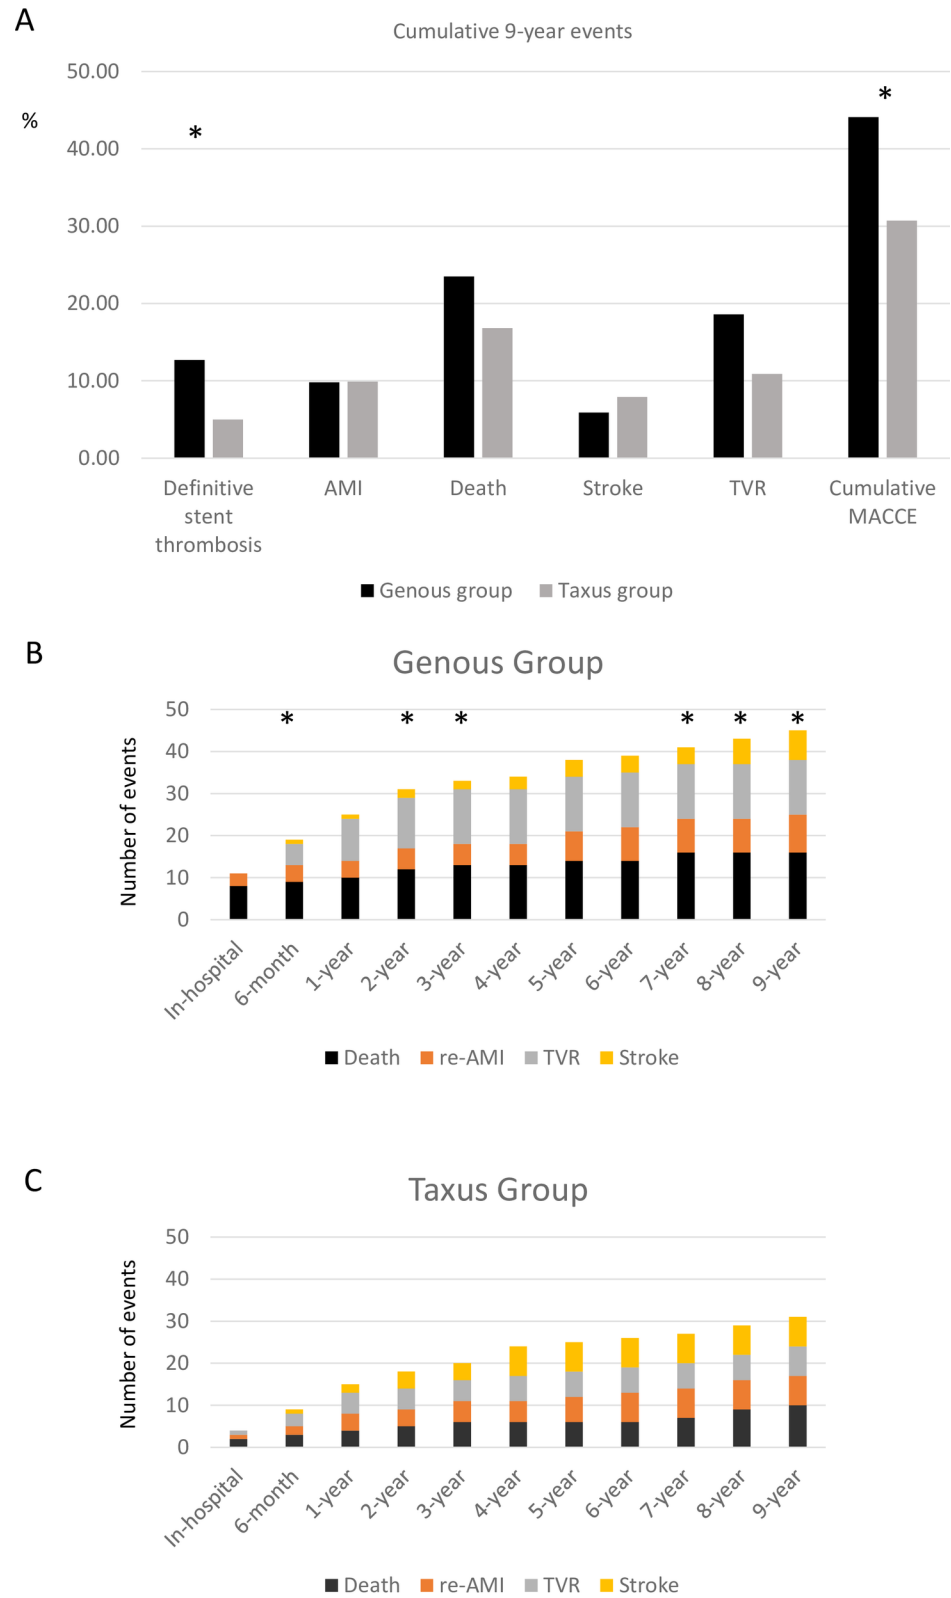 A
Cumulative 9-year events
50.00
%
*
*
40.00
30.00
20.00
10.00
0.00
Definitive stent thrombosis
AMI
Death
Stroke
TVR
Cumulative MACCE
Genous group
Taxus group
B
Genous Group
Number of events
50
* * * * * *
40
30
20
10
0
In-hospital
6-month
1-year
2-year
3-year
4-year
5-year
6-year
7-year
8-year
9-year
Death
re-AMI
TVR
Stroke
C
Taxus Group
Number of events
50
40
30
20
10
0
In-hospital
6-month
1-year
2-year
3-year
4-year
5-year
6-year
7-year
8-year
9-year
Death
re-AMI
TVR
Stroke